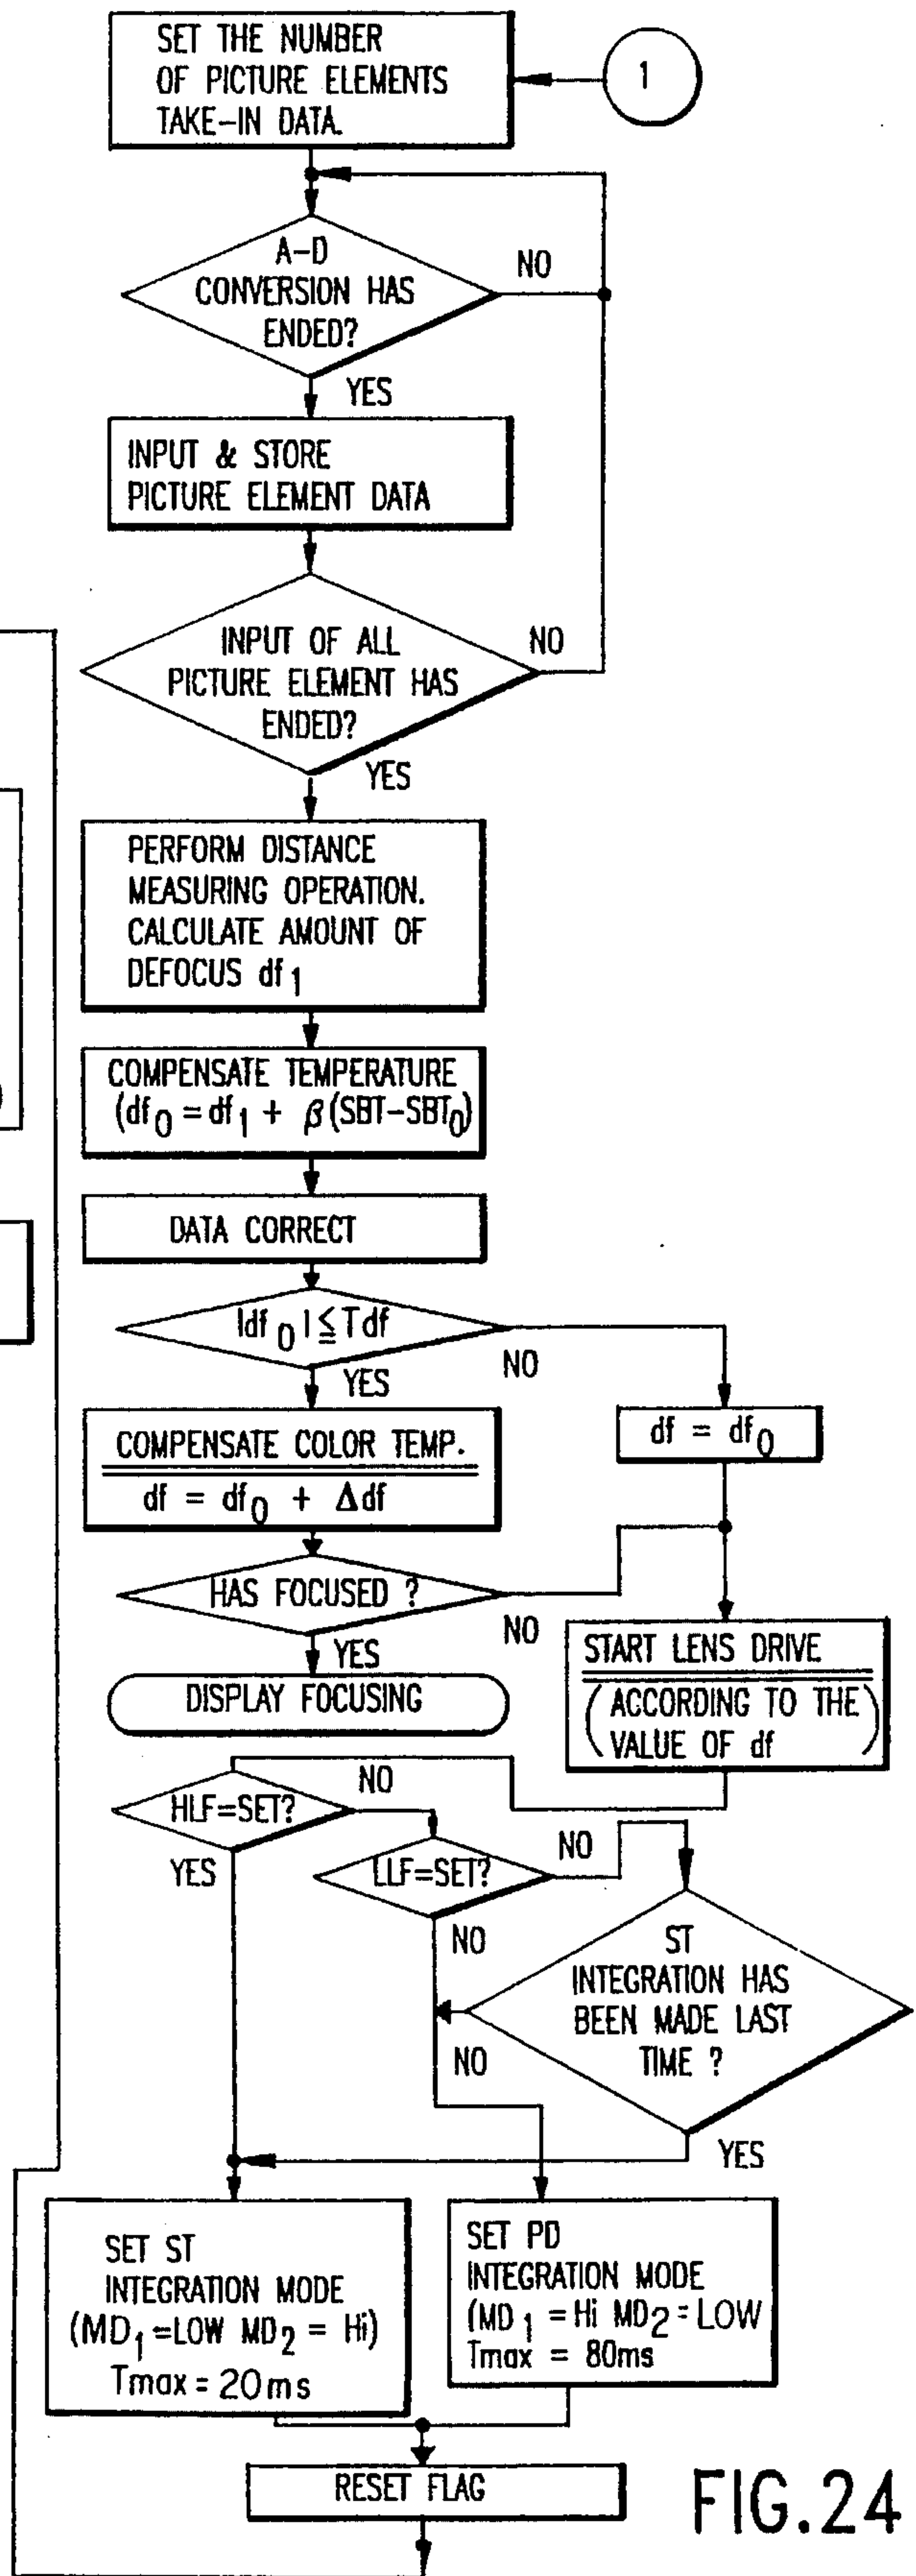 SET THE NUMBER
OF PICTURE ELEMENTS
TAKE-IN DATA.
1
A-D
CONVERSION HAS
ENDED?
NO
YES
INPUT & STORE
PICTURE ELEMENT DATA
INPUT OF ALL
PICTURE ELEMENT HAS
ENDED?
NO
YES
PERFORM DISTANCE
MEASURING OPERATION.
CALCULATE AMOUNT OF
DEFOCUS df1
)
COMPENSATE TEMPERATURE
(df0 = df1 + β(SBT-SBT0)
DATA CORRECT
|df0| ≦ Tdf
NO
YES
COMPENSATE COLOR TEMP.
df = df0 + Δdf
df = df0
HAS FOCUSED ?
NO
YES
DISPLAY FOCUSING
START LENS DRIVE
(ACCORDING TO THE
VALUE OF df)
HLF=SET?
NO
YES
LLF=SET?
NO
NO
ST
INTEGRATION HAS
BEEN MADE LAST
TIME ?
NO
YES
SET ST
INTEGRATION MODE
(MD1=LOW MD2 = Hi)
Tmax = 20ms
SET PD
INTEGRATION MODE
(MD1 = Hi MD2 = LOW
Tmax = 80ms
RESET FLAG
FIG.24